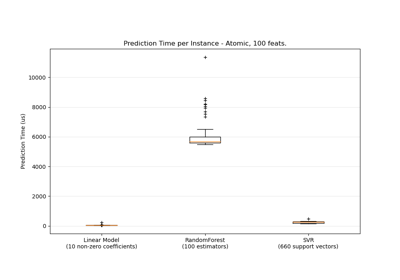 Prediction Time per Instance - Atomic, 100 feats.
Prediction Time (us)
10000
8000
6000
4000
2000
0
Linear Model
(10 non-zero coefficients)
RandomForest
(100 estimators)
SVR
(660 support vectors)